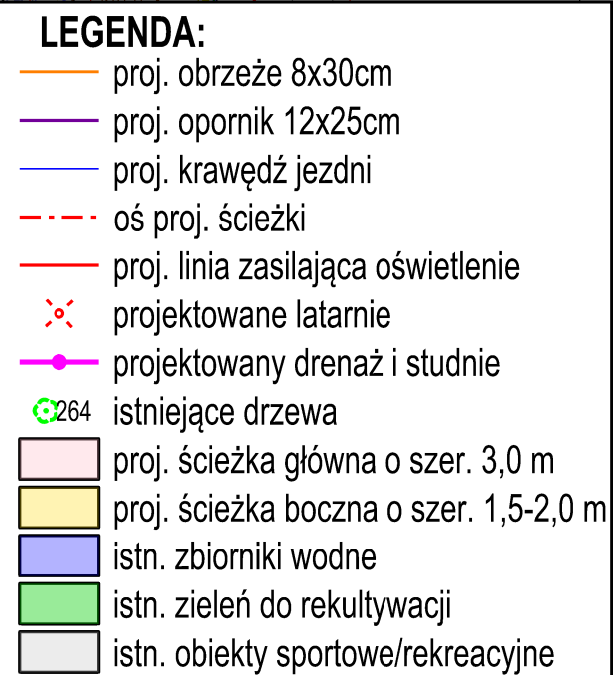 LEGENDA:
proj. obrzeże 8x30cm
proj. opornik 12x25cm
proj. krawędź jezdni
oś proj. ścieżki
proj. linia zasilająca oświetlenie
projektowane latarnie
projektowany drenaż i studnie
264 istniejące drzewa
proj. ścieżka główna o szer. 3,0 m
proj. ścieżka boczna o szer. 1,5-2,0 m
istn. zbiorniki wodne
istn. zieleń do rekultywacji
istn. obiekty sportowe/rekreacyjne